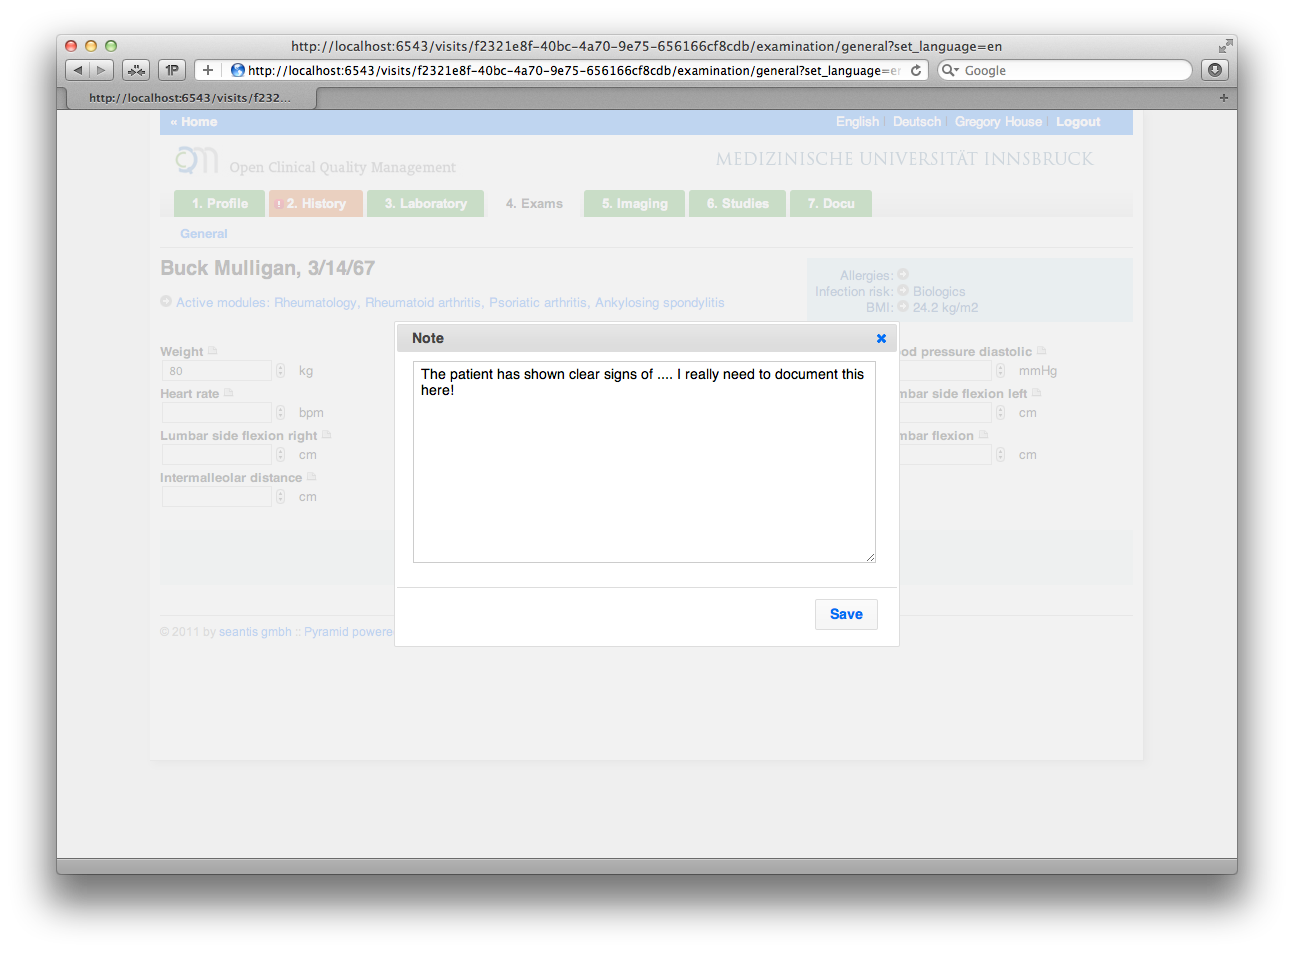 http://localhost:6543/visits/f2321e8f-40bc-4a70-9e75-656166cf8cdb/examination/general?set_language=en
1P
http://localhost:6543/visits/f2321e8f-40bc-4a70-9e75-656166cf8cdb/examination/general?set_language=en
Google
http://localhost:6543/visits/f232...
« Home
English | Deutsch | Gregory House | Logout
Open Clinical Quality Management
MEDIZINISCHE UNIVERSITÄT INNSBRUCK
1. Profile
2. History
3. Laboratory
4. Exams
5. Imaging
6. Studies
7. Docu
General
Buck Mulligan, 3/14/67
Active modules: Rheumatology, Rheumatoid arthritis, Psoriatic arthritis, Ankylosing spondylitis
Allergies:
Infection risk: Biologics
BMI: 24.2 kg/m2
Note
The patient has shown clear signs of .... I really need to document this
here!
Save
Weight
80 kg
Heart rate
bpm
Lumbar side flexion right
cm
Intermalleolar distance
cm
ood pressure diastolic
mmHg
mbar side flexion left
cm
mbar flexion
cm
© 2011 by seantis gmbh :: Pyramid powere